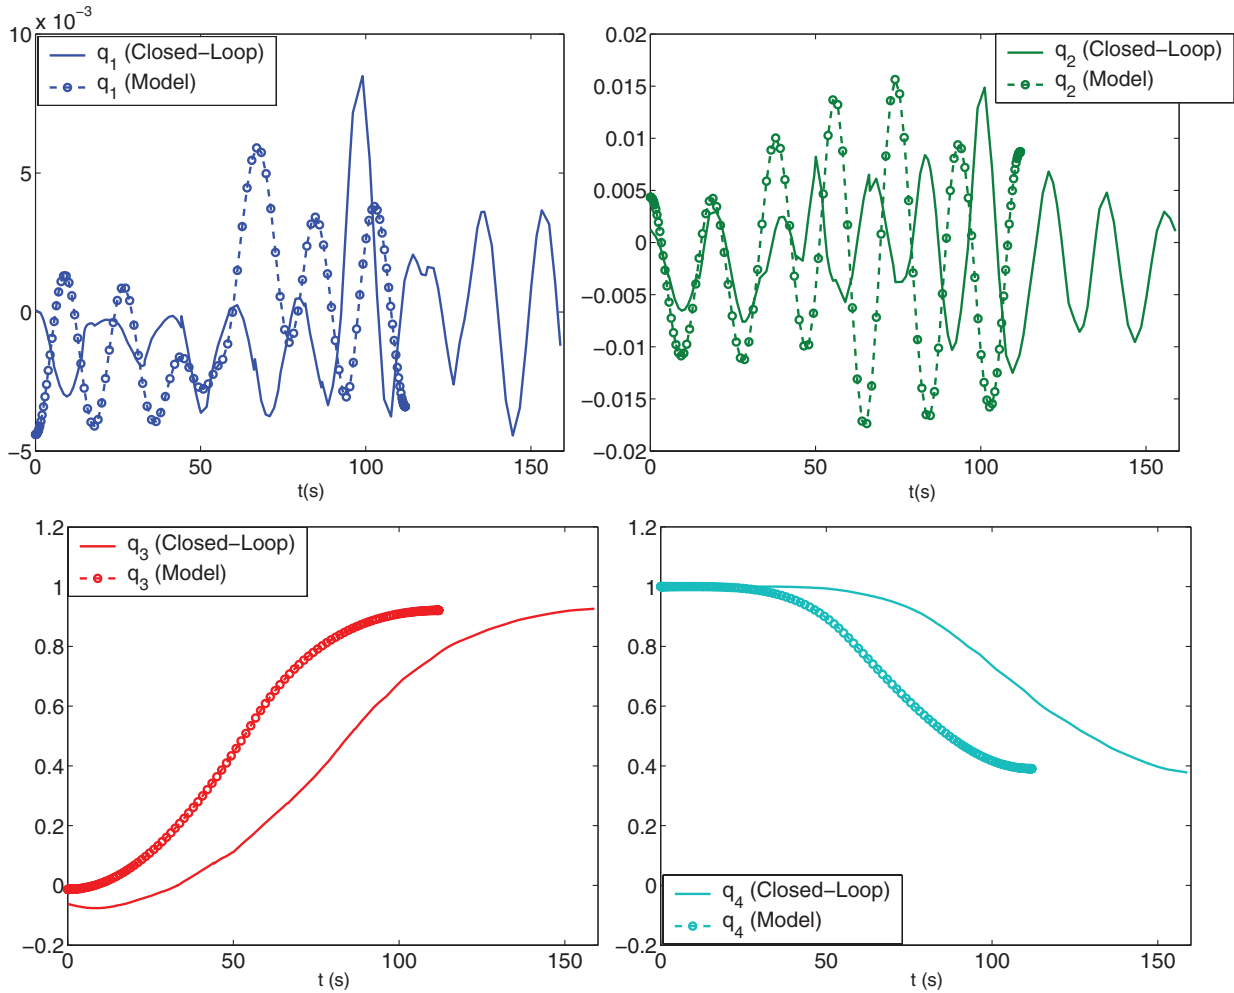 10 x 10⁻³
q₁ (Closed−Loop)
q₁ (Model)
5
0
−5
0 50 100 150
t(s)
0.02
q₂ (Closed−Loop)
q₂ (Model)
0.015
0.01
0.005
0
−0.005
−0.01
−0.015
−0.02
0 50 100 150
t(s)
1.2
q₃ (Closed−Loop)
q₃ (Model)
1
0.8
0.6
0.4
0.2
0
−0.2
0 50 100 150
t (s)
1.2
1
0.8
0.6
0.4
0.2
0
q₄ (Closed−Loop)
q₄ (Model)
−0.2
0 50 100 150
t (s)